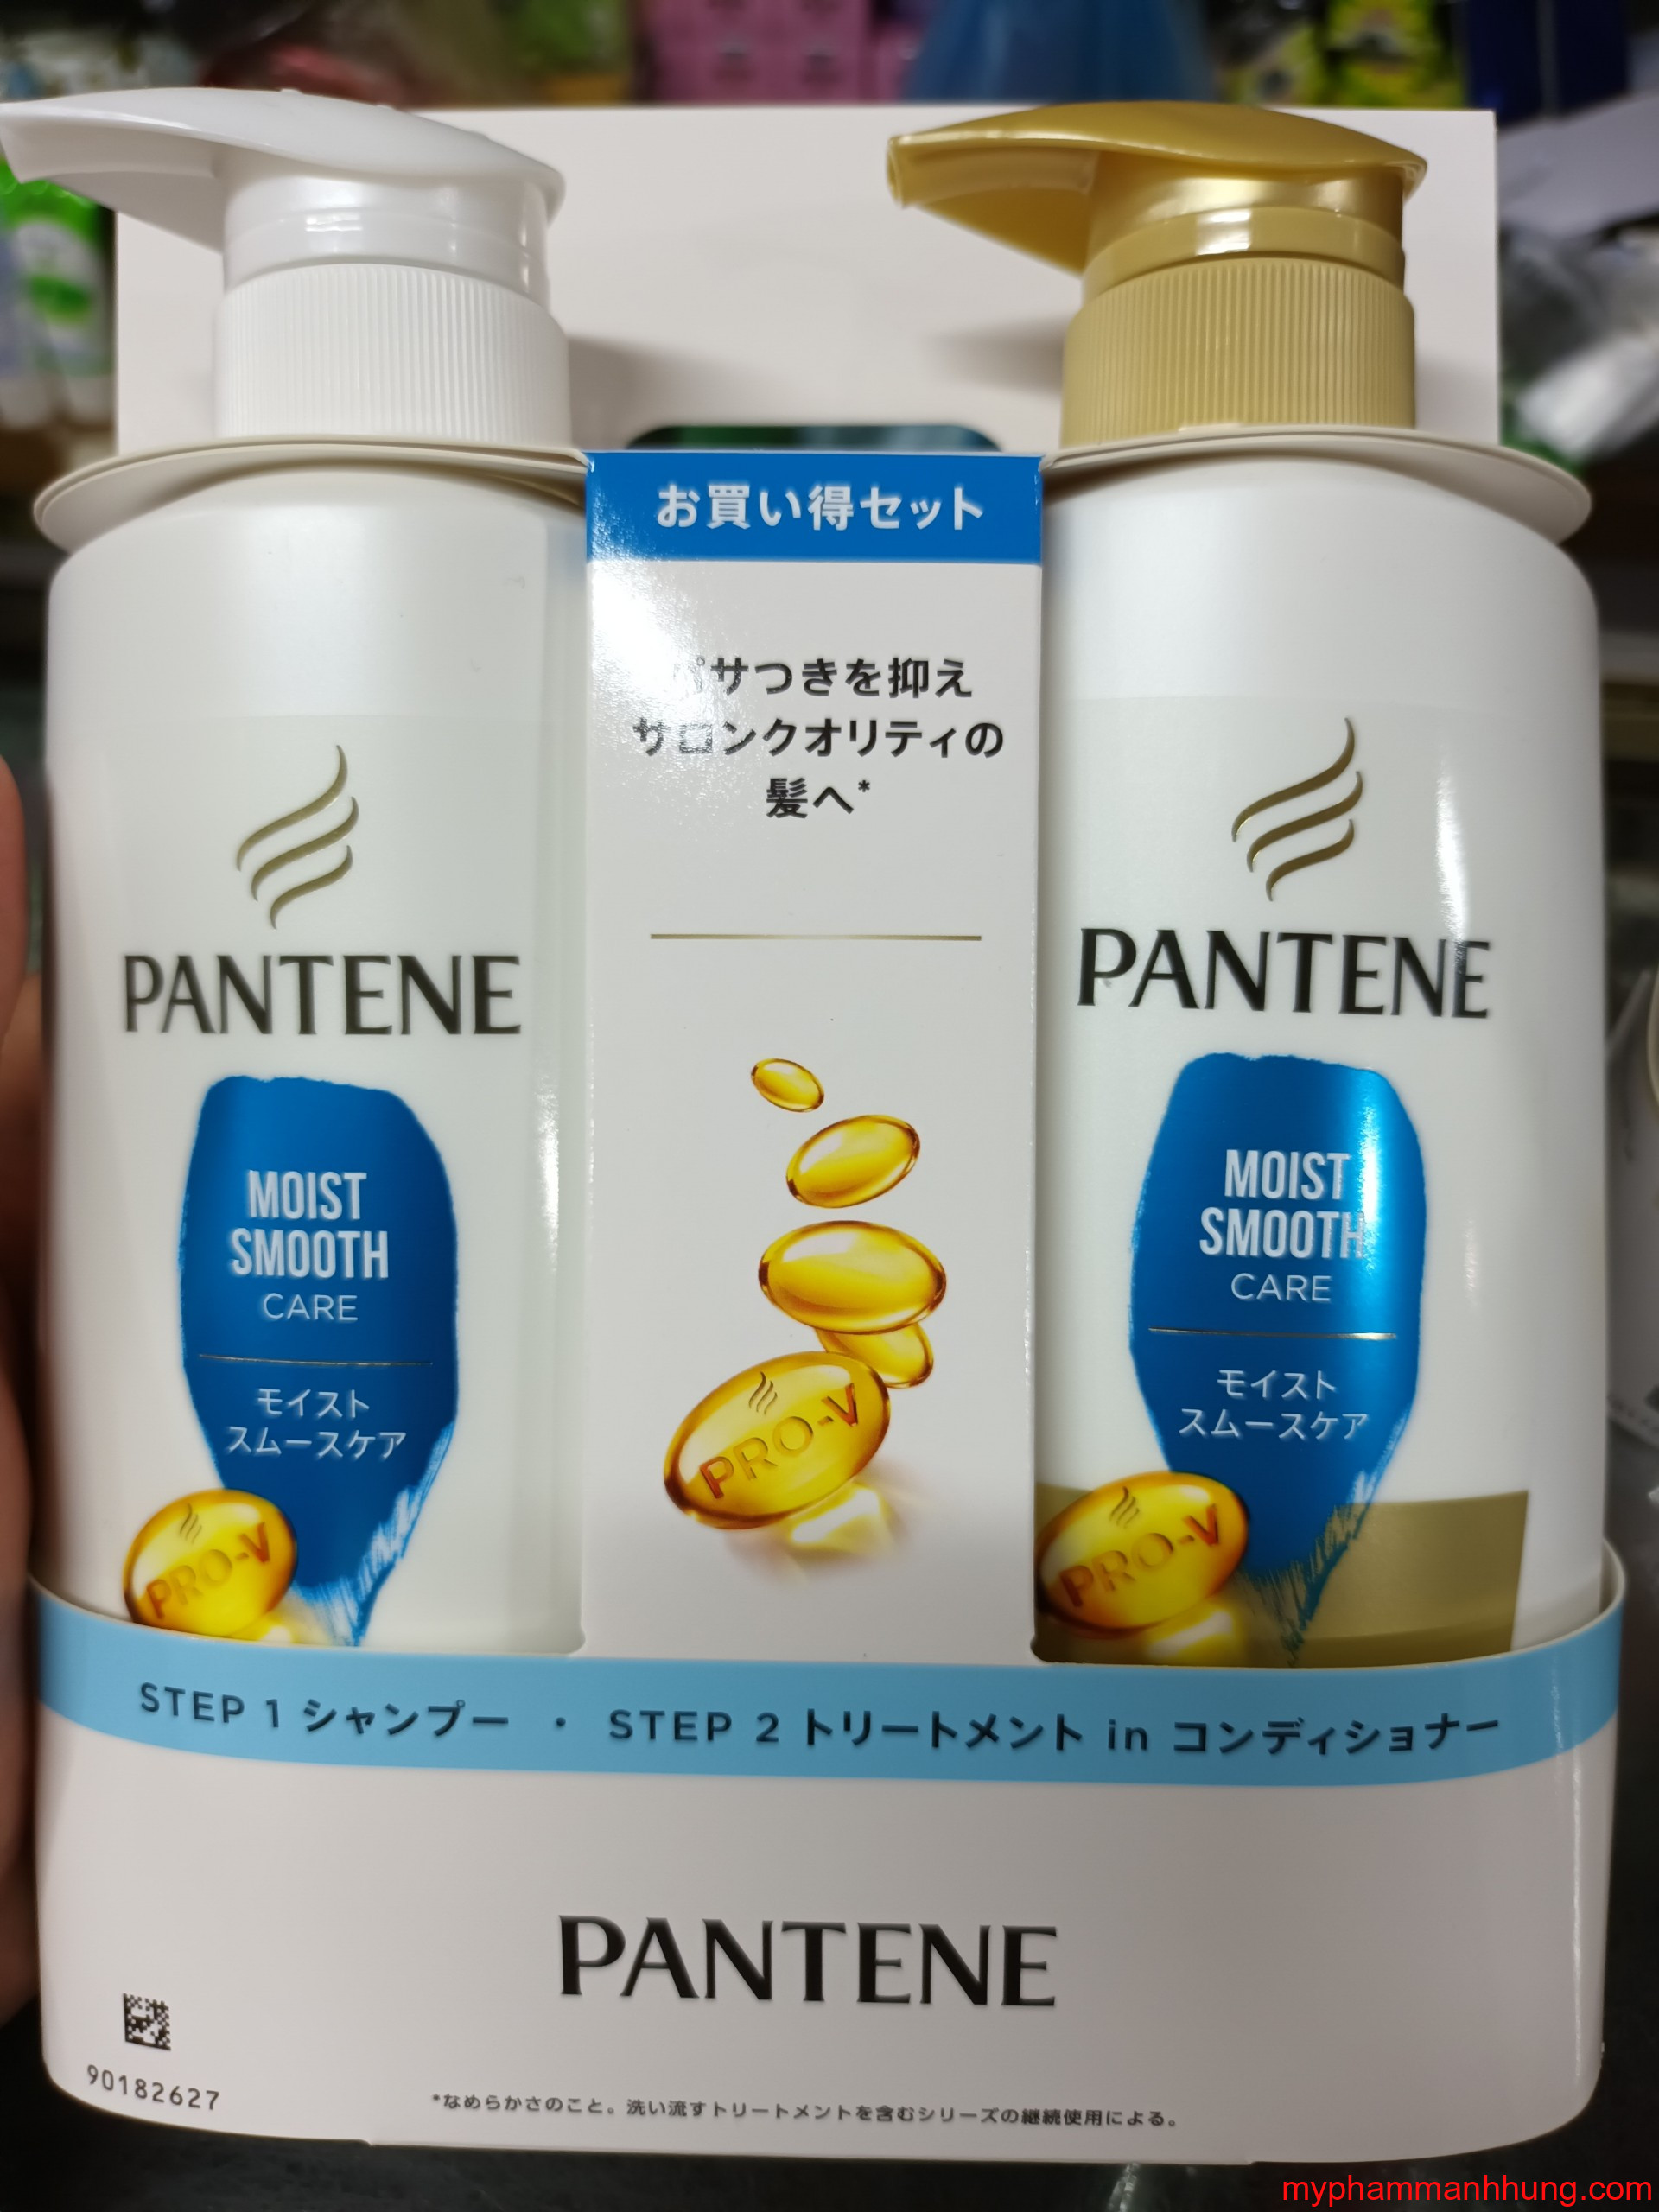 お買い得セット
パサつきを抑え
サロンクオリティの
髪へ*
PANTENE
MOIST
SMOOTH
CARE
モイスト
スムースケア
PRO-V
PRO-V
PANTENE
MOIST
SMOOTH
CARE
モイスト
スムースケア
PRO-V
STEP 1 シャンプー ・ STEP 2 トリートメント in コンディショナー
PANTENE
90182627
*なめらかさのこと。洗い流すトリートメントを含むシリーズの継続使用による。
myphammanhhung.com